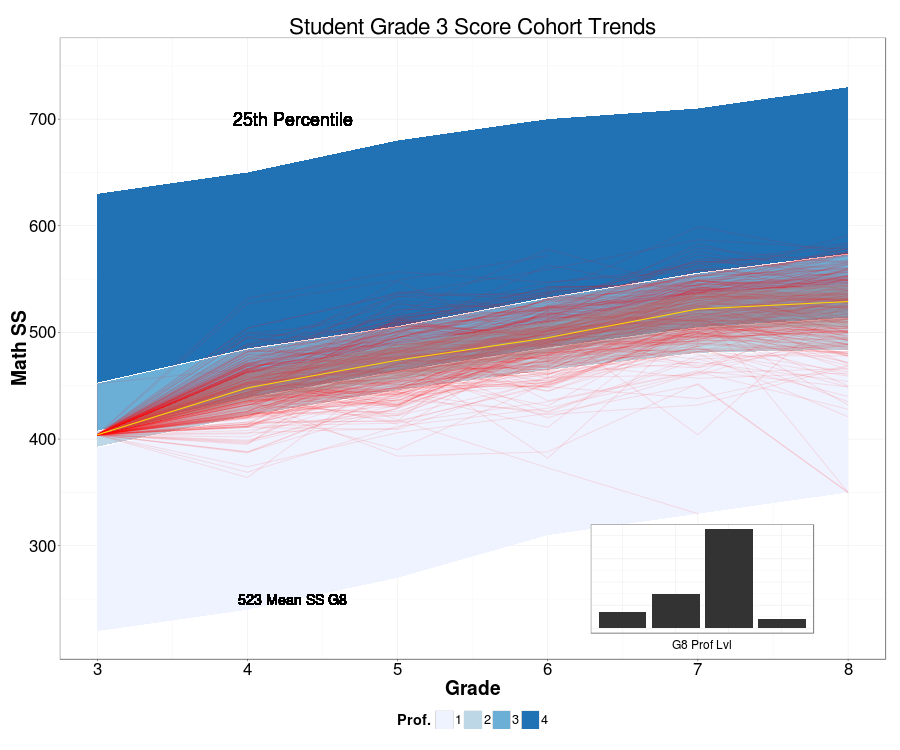 Student Grade 3 Score Cohort Trends
700
600
500
400
300
Math SS
25th Percentile
523 Mean SS G8
G8 Prof Lvl
3 4 5 6 7 8
Grade
Prof. 1 2 3 4